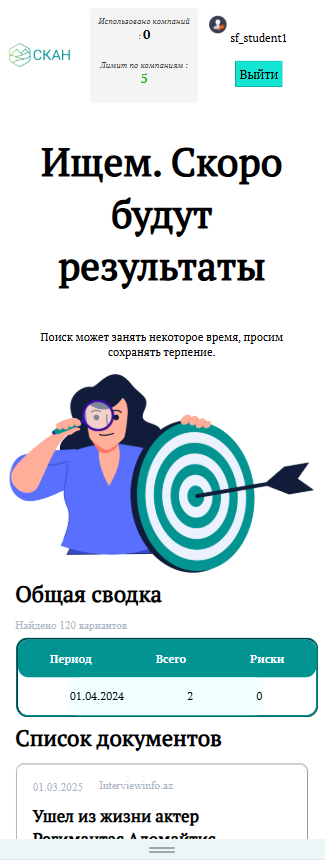 СКАН
Использовано компаний
: 0
Лимит по компаниям :
5
sf_student1
Выйти
Ищем. Скоро
будут
результаты
Поиск может занять некоторое время, просим
сохранять терпение.
Общая сводка
Найдено 120 вариантов
Период Всего Риски
01.04.2024 2 0
Список документов
01.03.2025 Interviewinfo.az
Ушел из жизни актер
Регимантас Адомайтис